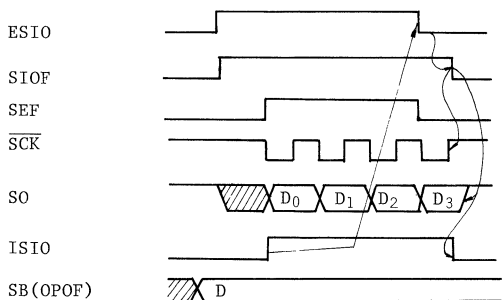 ESIO
SIOF
SEF
SCK
SO D0 D1 D2 D3
ISIO
SB(OPOF) D